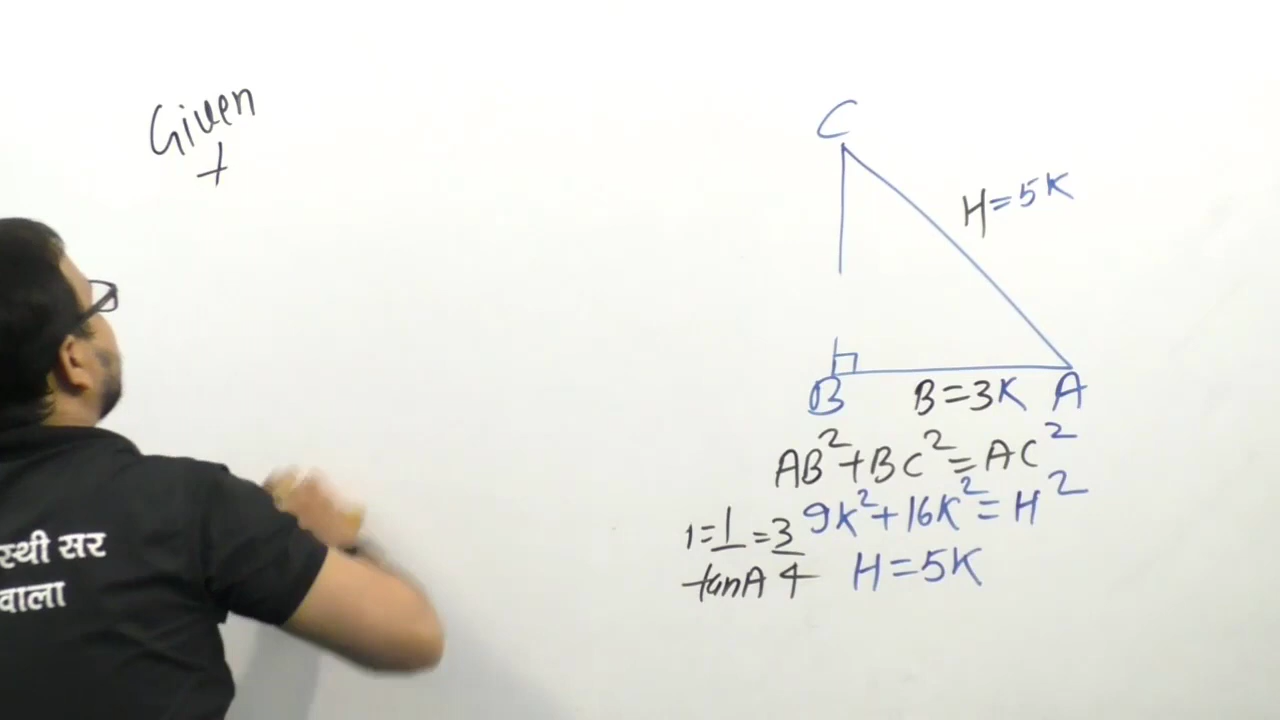 Given
C
H=5K
B
B=3K
A
AB²+BC²=AC²
9K²+16K²=H²
1=1/tanA=3/4
H=5K
स्थी सर
वाला